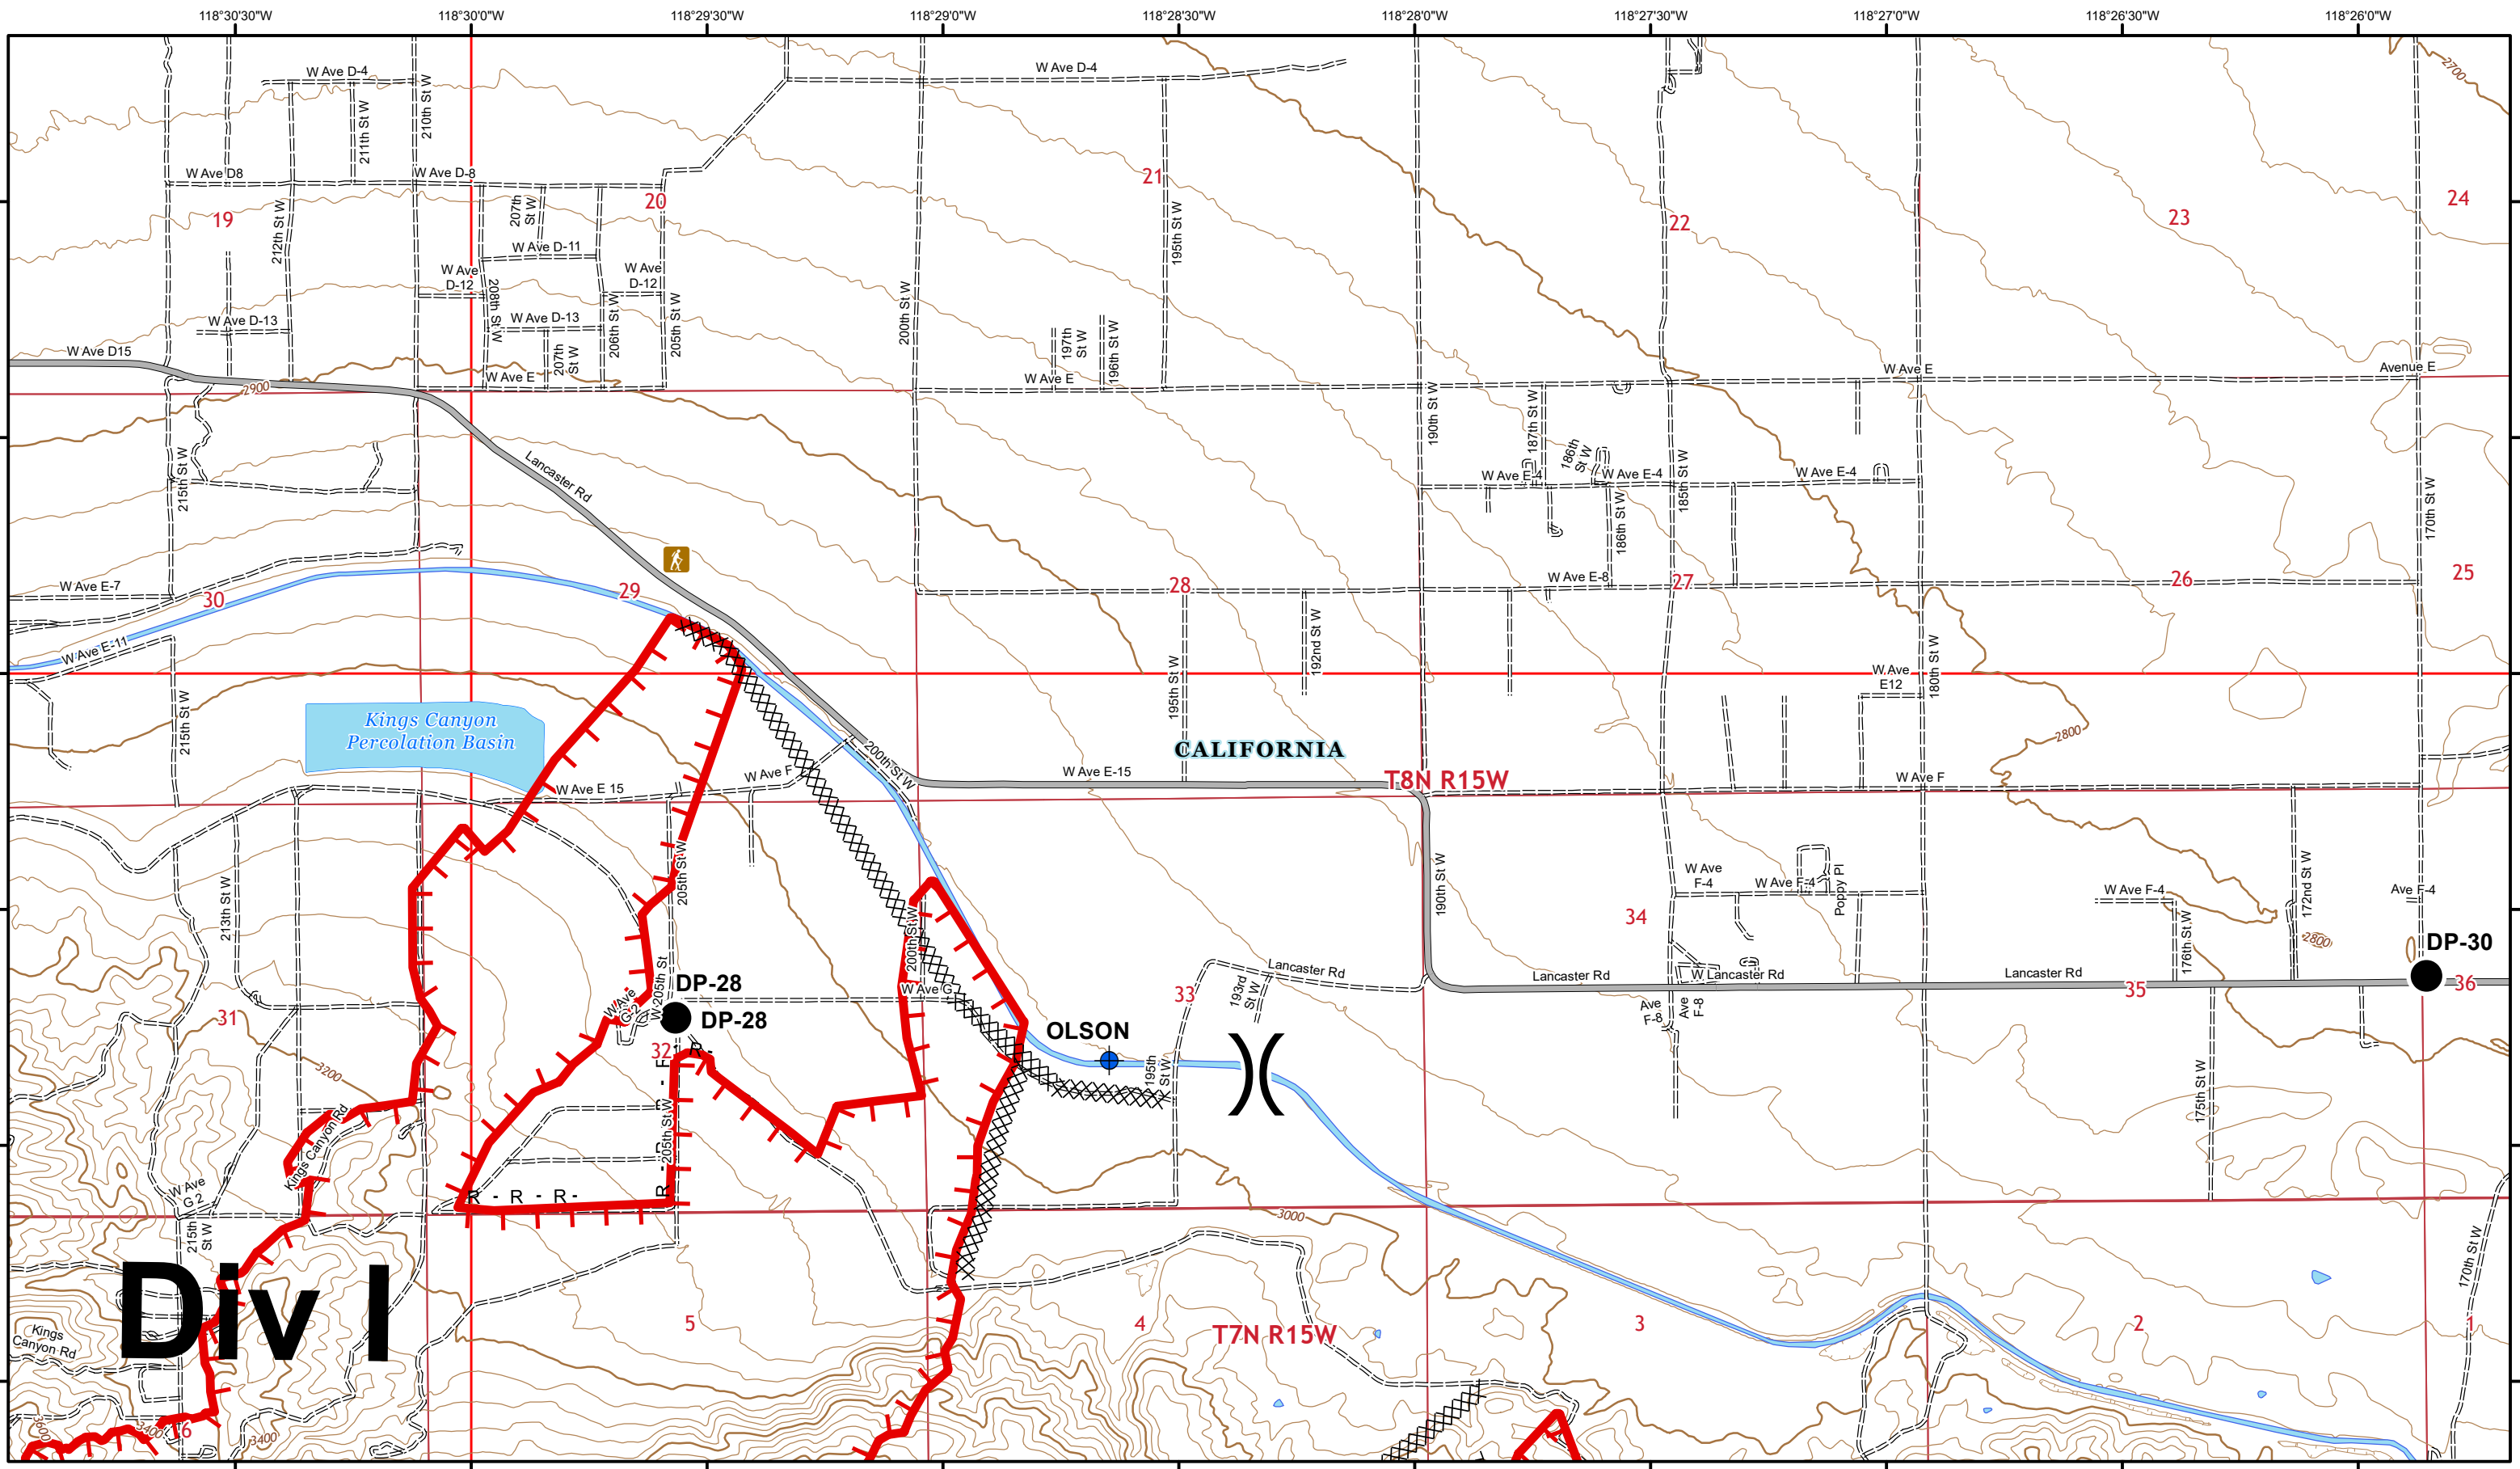 118°30'30"W
118°30'0"W
118°29'30"W
118°29'0"W
118°28'30"W
118°28'0"W
118°27'30"W
118°27'0"W
118°26'30"W
118°26'0"W
W Ave D-4
W Ave D-4
2700
211th St W
210th St W
W Ave D8
W Ave D-8
21
20
24
19
22
23
212th St W
207th
St W
195th St W
W Ave D-11
W Ave
D-12
W Ave
D-12
208th St W
206th St W
205th St W
200th St W
W Ave D-13
W Ave D-13
207th
St W
197th
St W
196th St W
W Ave D15
W Ave E
W Ave E
W Ave E
Avenue E
2900
190th St W
187th St W
186th
St W
Lancaster Rd
215th St W
W Ave E-4
W Ave E-4
W Ave E-4
185th St W
186th St W
170th St W
W Ave E-7
30
29
28
W Ave E-8
27
26
25
W Ave E-11
192nd St W
195th St W
180th St W
W Ave
E12
215th St W
Kings Canyon
Percolation Basin
2800
200th St W
CALIFORNIA
W Ave F
W Ave E-15
T8N R15W
W Ave F
W Ave E 15
205th St W
213th St W
190th St W
W Ave
F-4
W Ave F-4
Poppy Pl
W Ave F-4
172nd St W
Ave F-4
34
200th St W
176th St W
2800
DP-30
Lancaster Rd
Lancaster Rd
W Lancaster Rd
Lancaster Rd
DP-28
W 205th St
W Ave G
193rd
St W
33
35
36
W Ave
G 2
Ave
F-8
Ave
F-8
31
DP-28
OLSON
32
R -
3200
195th
St W
175th St W
205th St W
Kings Canyon Rd
W Ave
G 2
R - R - R-
R
3000
215th
St W
170th St W
Div I
5
4
T7N R15W
3
2
1
Kings
Canyon Rd
3600
3400
6
3400